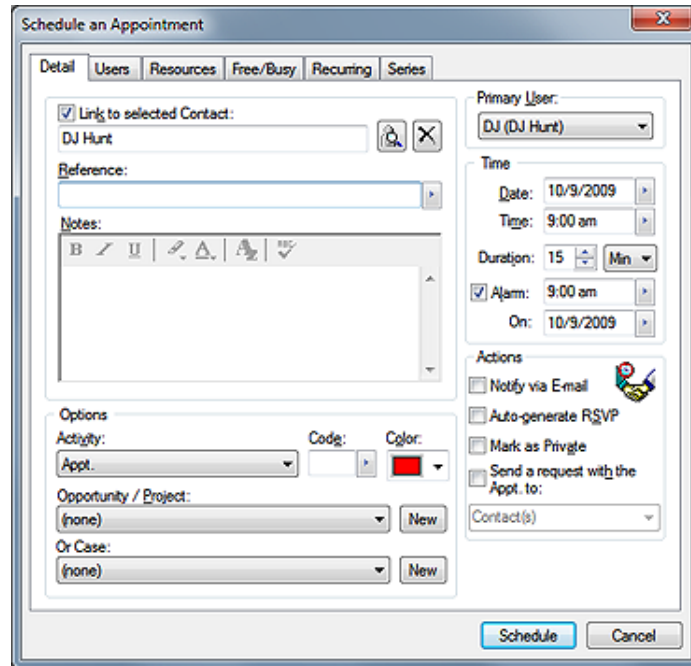 Schedule an Appointment
Detail Users Resources Free/Busy Recurring Series
Link to selected Contact:
DJ Hunt
Reference:
Notes:
B I U A A Z ABC
Primary User:
DJ (DJ Hunt)
Time
Date: 10/9/2009
Time: 9:00 am
Duration: 15 Min
Alarm: 9:00 am
On: 10/9/2009
Options
Activity: Code: Color:
Appt.
Opportunity / Project:
(none) New
Or Case:
(none) New
Actions
Notify via E-mail
Auto-generate RSVP
Mark as Private
Send a request with the
Appt. to:
Contact(s)
Schedule Cancel